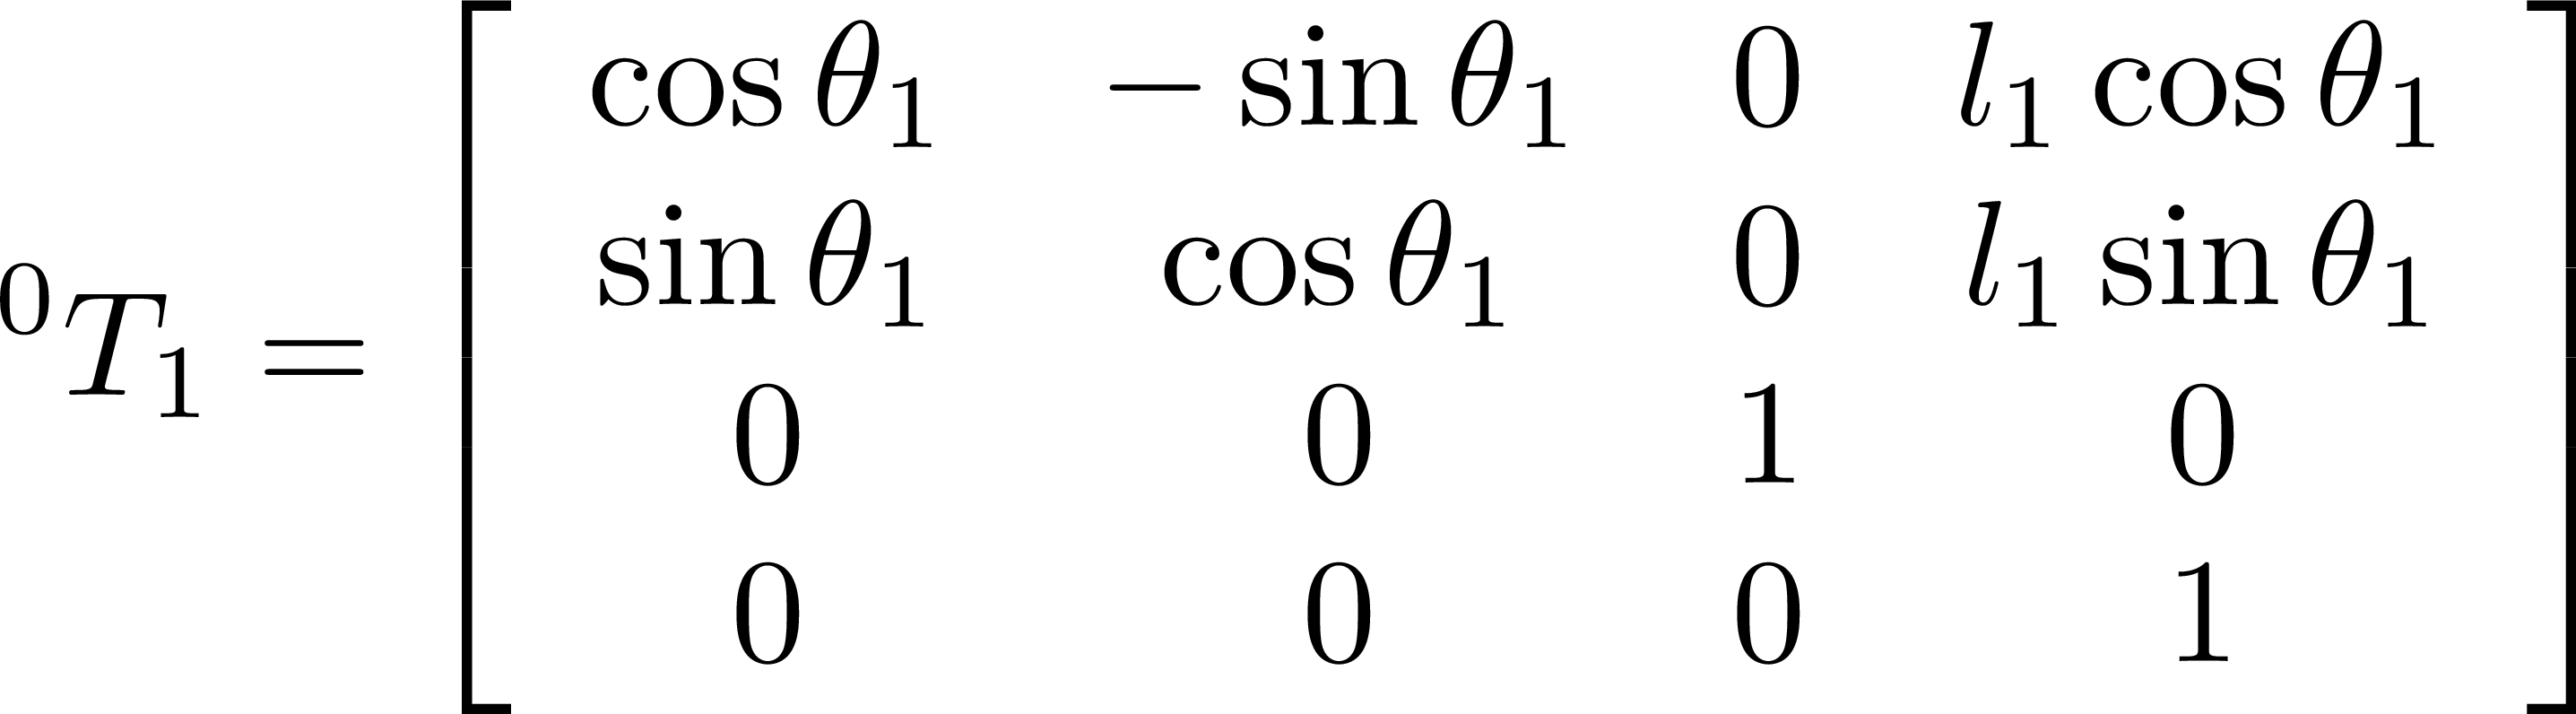 cos θ₁ − sin θ₁ 0 l₁ cos θ₁
sin θ₁ cos θ₁ 0 l₁ sin θ₁
⁰T₁ =
0 0 1 0
0 0 0 1